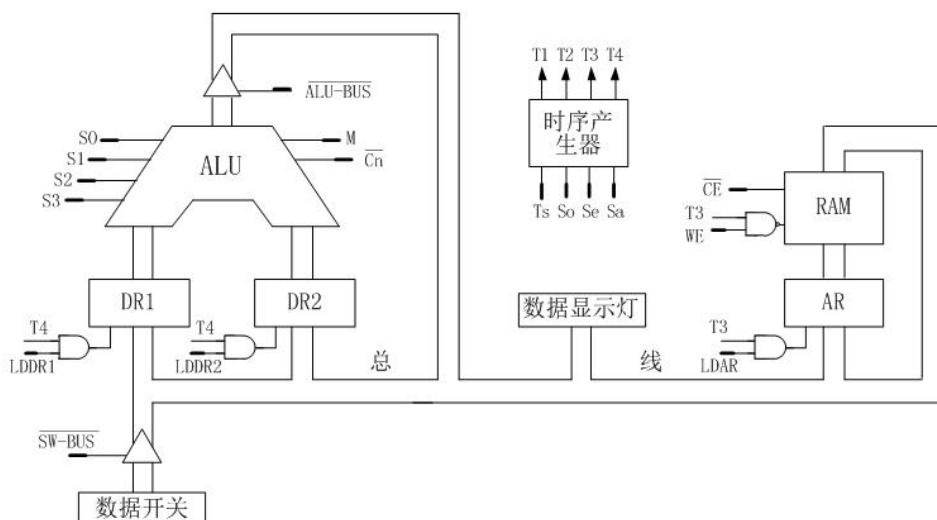 T1 T2 T3 T4
ALU-BUS
时序产
生器
S0
S1
S2
S3
ALU
M
Cn
Ts So Se Sa
CE
T3
WE
RAM
DR1
DR2
数据显示灯
AR
T4
LDDR1
T4
LDDR2
T3
LDAR
总
线
SW-BUS
数据开关